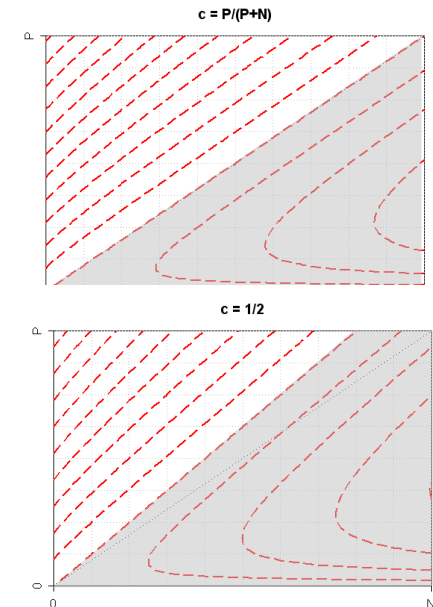 c = P/(P+N)
P
c = 1/2
P
0
0
N